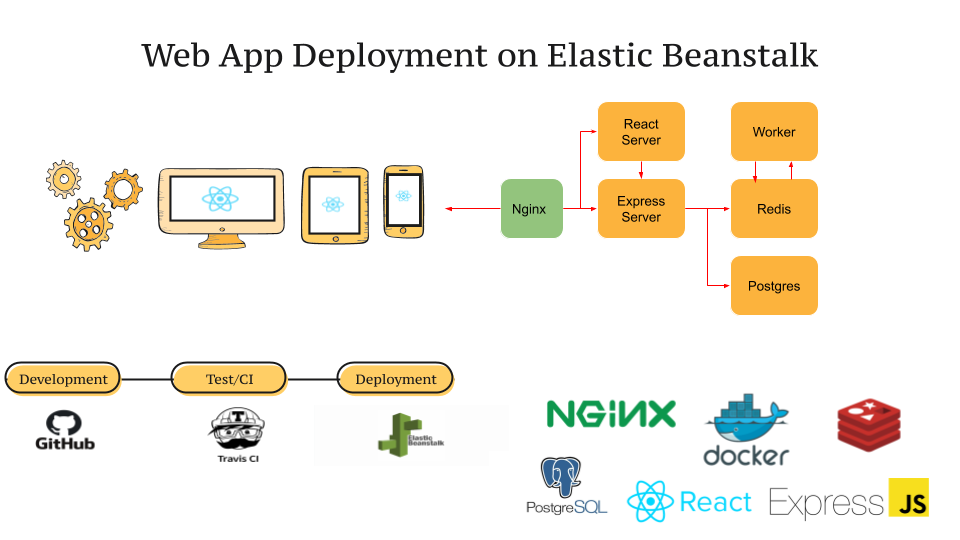 Web App Deployment on Elastic Beanstalk
React
Server
Worker
Nginx
Express
Server
Redis
Postgres
Development
Test/CI
Deployment
GitHub
T
Travis CI
Elastic
Beanstalk
NGINX
docker
PostgreSQL
React
Express
JS